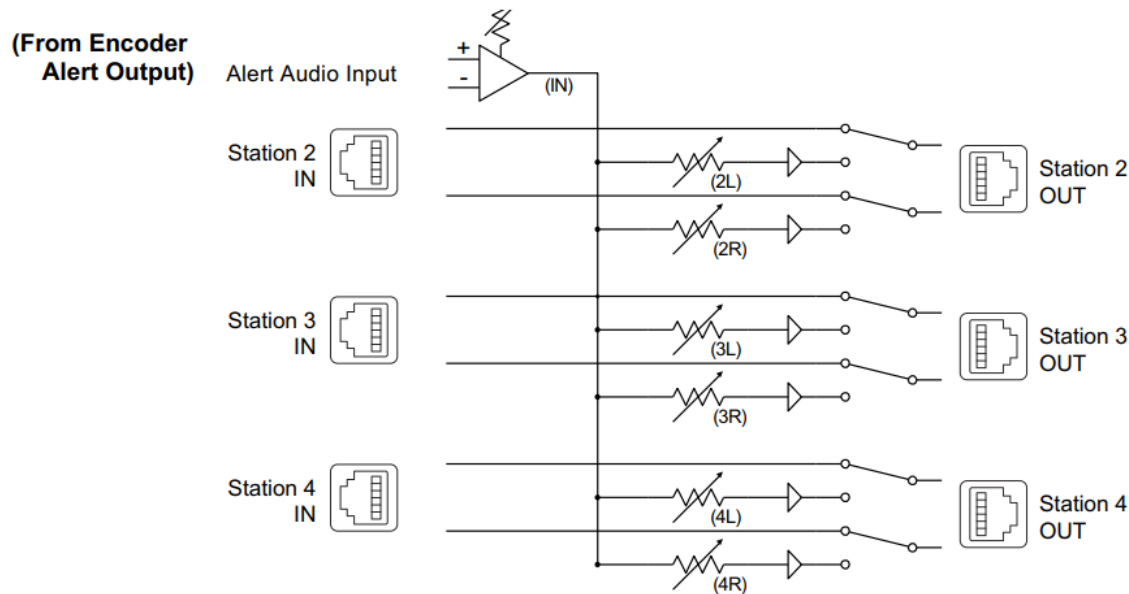 (From Encoder
Alert Output)
Alert Audio Input
+
-
(IN)
Station 2
IN
(2L)
(2R)
Station 2
OUT
Station 3
IN
(3L)
(3R)
Station 3
OUT
Station 4
IN
(4L)
(4R)
Station 4
OUT